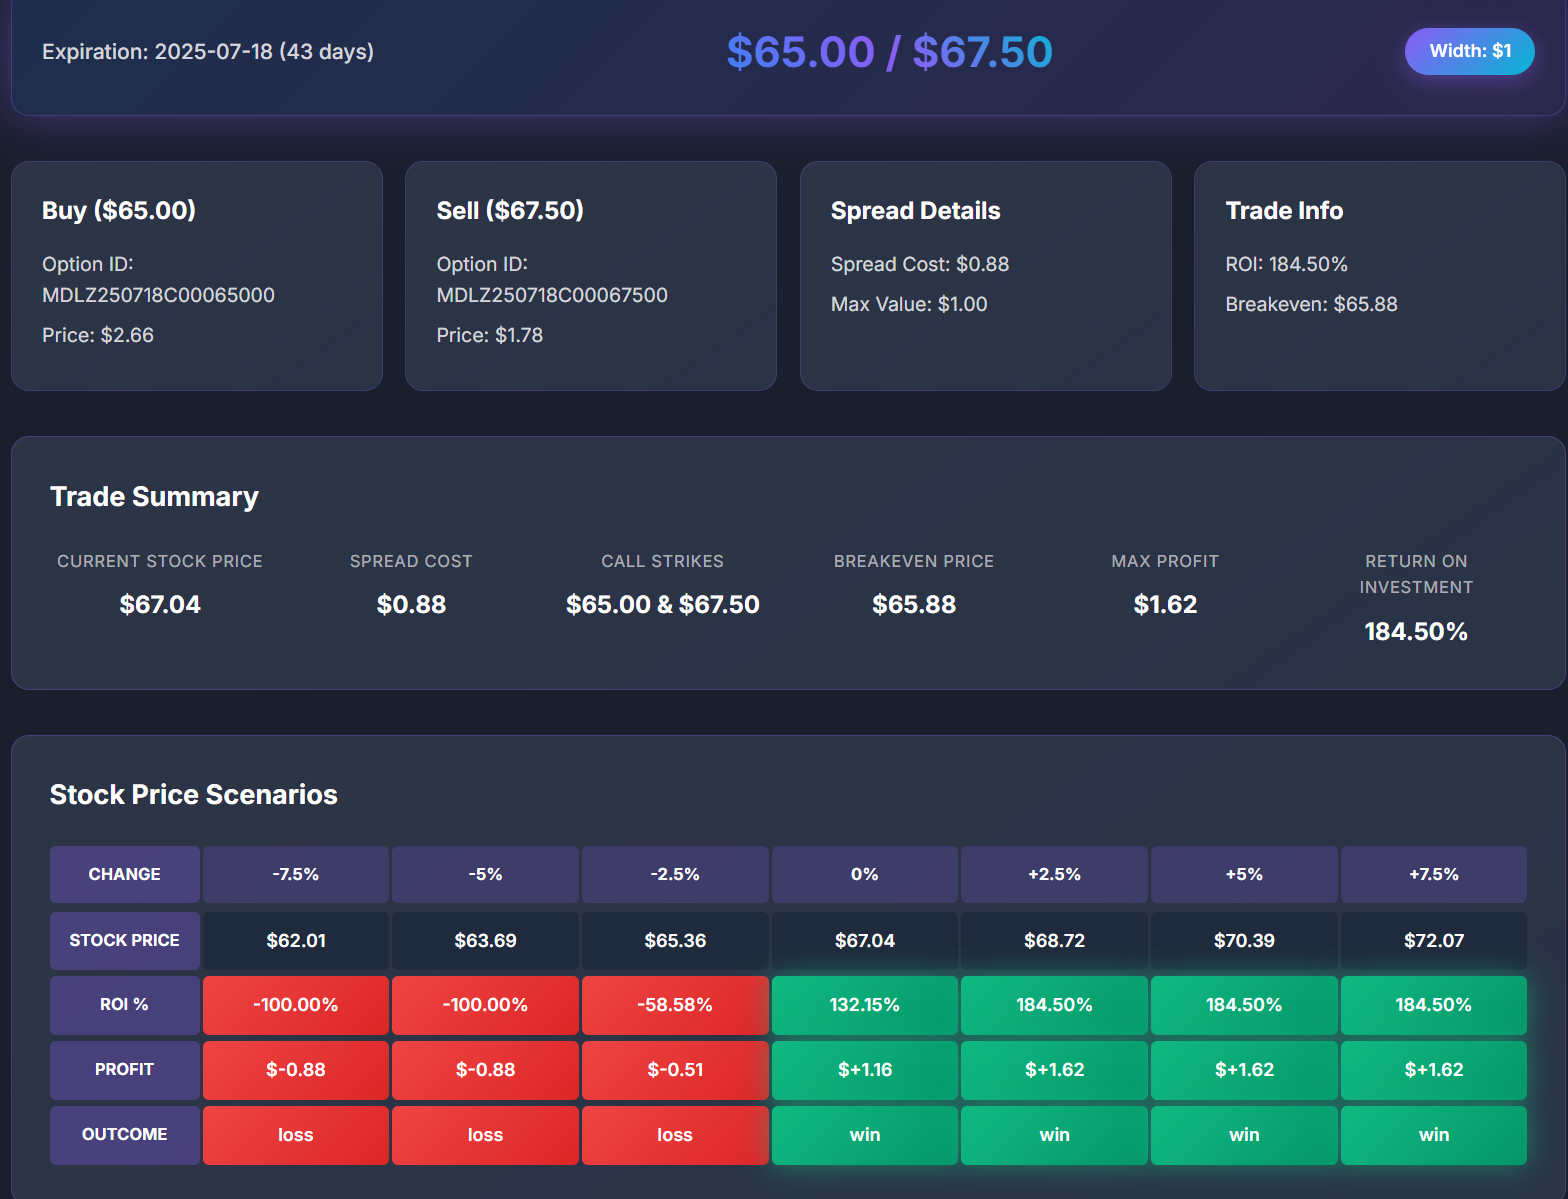 Expiration: 2025-07-18 (43 days)
$65.00 / $67.50
Width: $1
Buy ($65.00)
Option ID:
MDLZ250718C00065000
Price: $2.66
Sell ($67.50)
Option ID:
MDLZ250718C00067500
Price: $1.78
Spread Details
Spread Cost: $0.88
Max Value: $1.00
Trade Info
ROI: 184.50%
Breakeven: $65.88
Trade Summary
CURRENT STOCK PRICE
$67.04
SPREAD COST
$0.88
CALL STRIKES
$65.00 & $67.50
BREAKEVEN PRICE
$65.88
MAX PROFIT
$1.62
RETURN ON
INVESTMENT
184.50%
Stock Price Scenarios
CHANGE -7.5% -5% -2.5% 0% +2.5% +5% +7.5%
STOCK PRICE $62.01 $63.69 $65.36 $67.04 $68.72 $70.39 $72.07
ROI % -100.00% -100.00% -58.58% 132.15% 184.50% 184.50% 184.50%
PROFIT $-0.88 $-0.88 $-0.51 $+1.16 $+1.62 $+1.62 $+1.62
OUTCOME loss loss loss win win win win